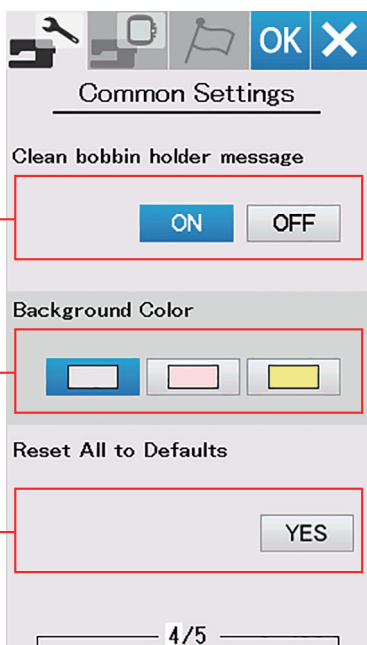 OK
Common Settings
Clean bobbin holder message
ON OFF
Background Color
Reset All to Defaults
YES
4/5